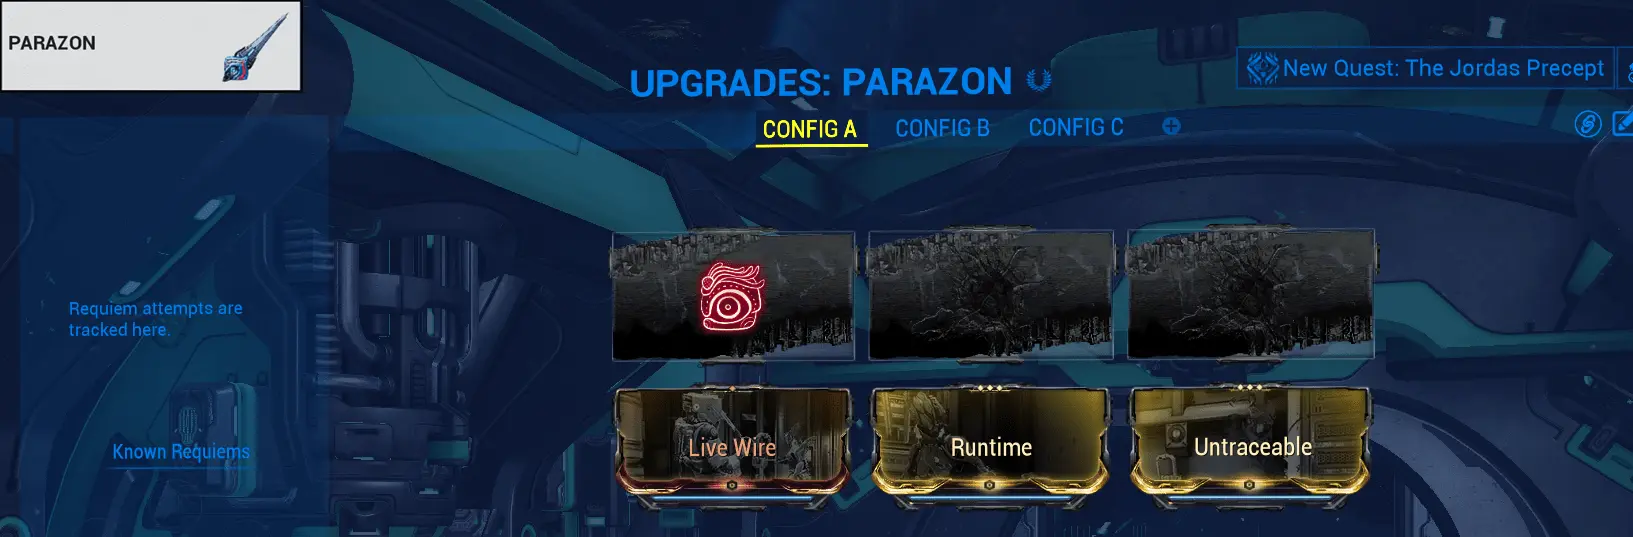 PARAZON
UPGRADES: PARAZON
New Quest: The Jordas Precept
CONFIG A
CONFIG B
CONFIG C
Requiem attempts are
tracked here.
Known Requiems
Live Wire
Runtime
Untraceable